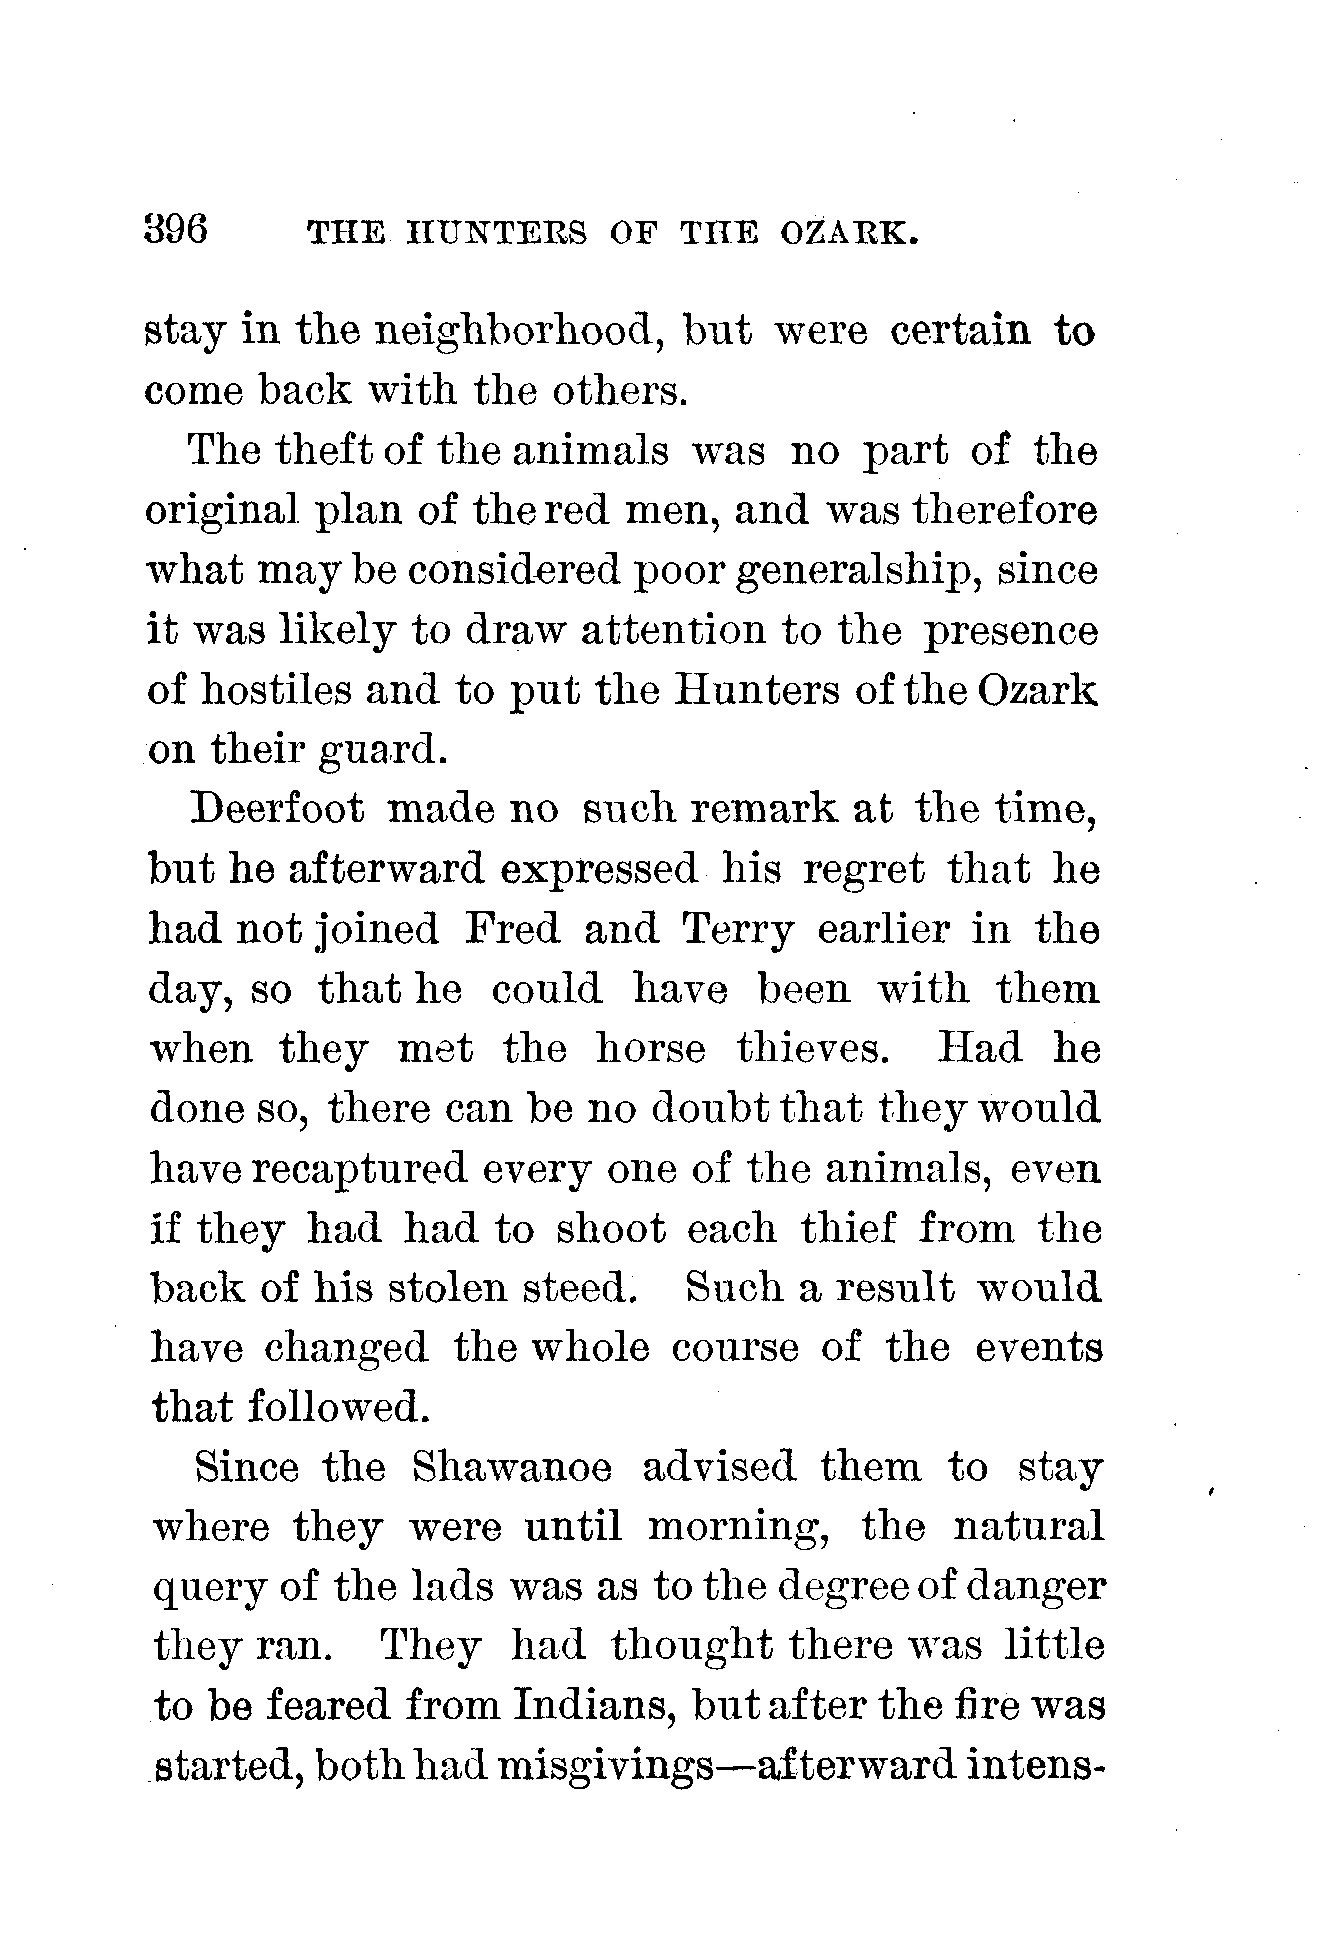 396 THE HUNTERS OF THE OZARK.
stay in the neighborhood, but were certain to
come back with the others.
The theft of the animals was no part of the
original plan of the red men, and was therefore
what may be considered poor generalship, since
it was likely to draw attention to the presence
of hostiles and to put the Hunters of the Ozark
on their guard.
Deerfoot made no such remark at the time,
but he afterward expressed his regret that he
had not joined Fred and Terry earlier in the
day, so that he could have been with them
when they met the horse thieves. Had he
done so, there can be no doubt that they would
have recaptured every one of the animals, even
if they had had to shoot each thief from the
back of his stolen steed. Such a result would
have changed the whole course of the events
that followed.
Since the Shawanoe advised them to stay
where they were until morning, the natural
query of the lads was as to the degree of danger
they ran. They had thought there was little
to be feared from Indians, but after the fire was
started, both had misgivings—afterward intens-